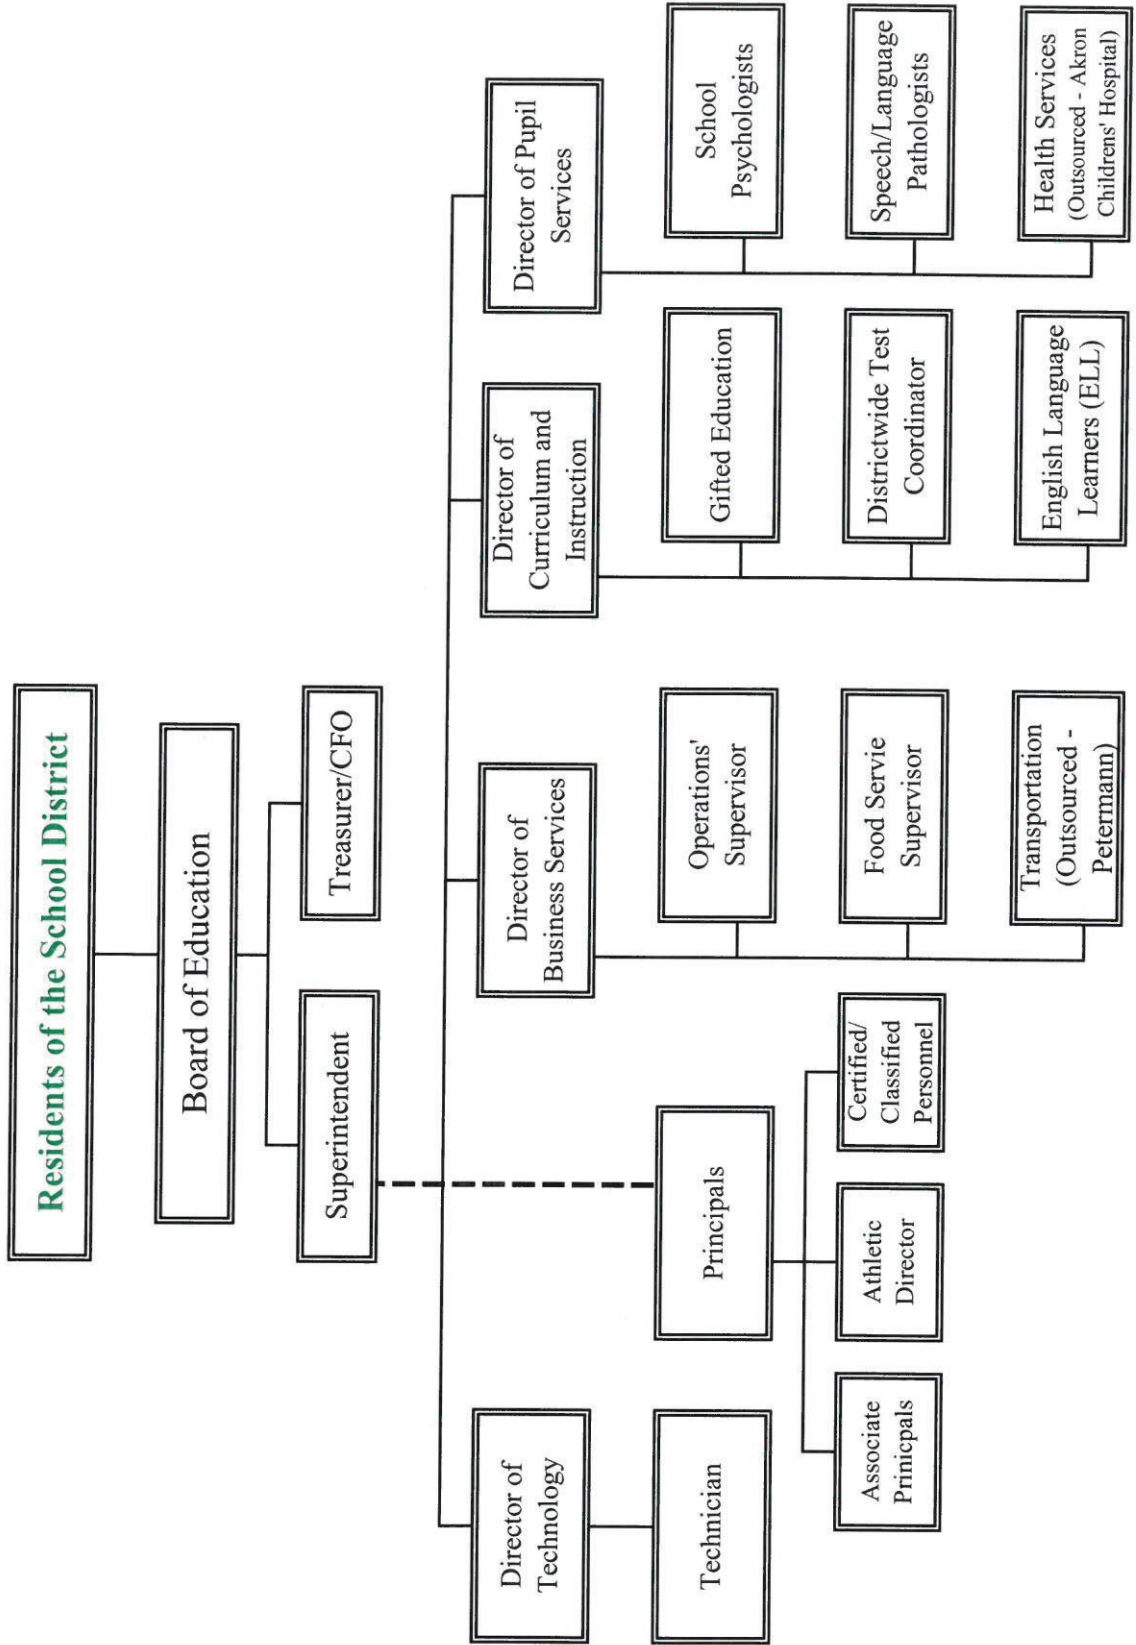 Residents of the School District
Board of Education
Superintendent
Treasurer/CFO
Director of
Technology
Director of
Business Services
Director of
Curriculum and
Instruction
Director of Pupil
Services
Technician
Principals
Operations'
Supervisor
Gifted Education
School
Psychologists
Associate
Prinicpals
Athletic
Director
Certified/
Classified
Personnel
Food Servie
Supervisor
Districtwide Test
Coordinator
Speech/Language
Pathologists
Transportation
(Outsourced -
Petermann)
English Language
Learners (ELL)
Health Services
(Outsourced - Akron
Childrens' Hospital)